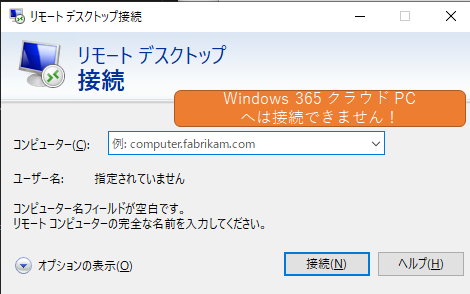 リモート デスクトップ接続
リモート デスクトップ
接続
Windows 365 クラウド PC
へは接続できません！
コンピューター(C):
例: computer.fabrikam.com
ユーザー名:
指定されていません
コンピューター名フィールドが空白です。
リモート コンピューターの完全な名前を入力してください。
オプションの表示(O)
接続(N)
ヘルプ(H)